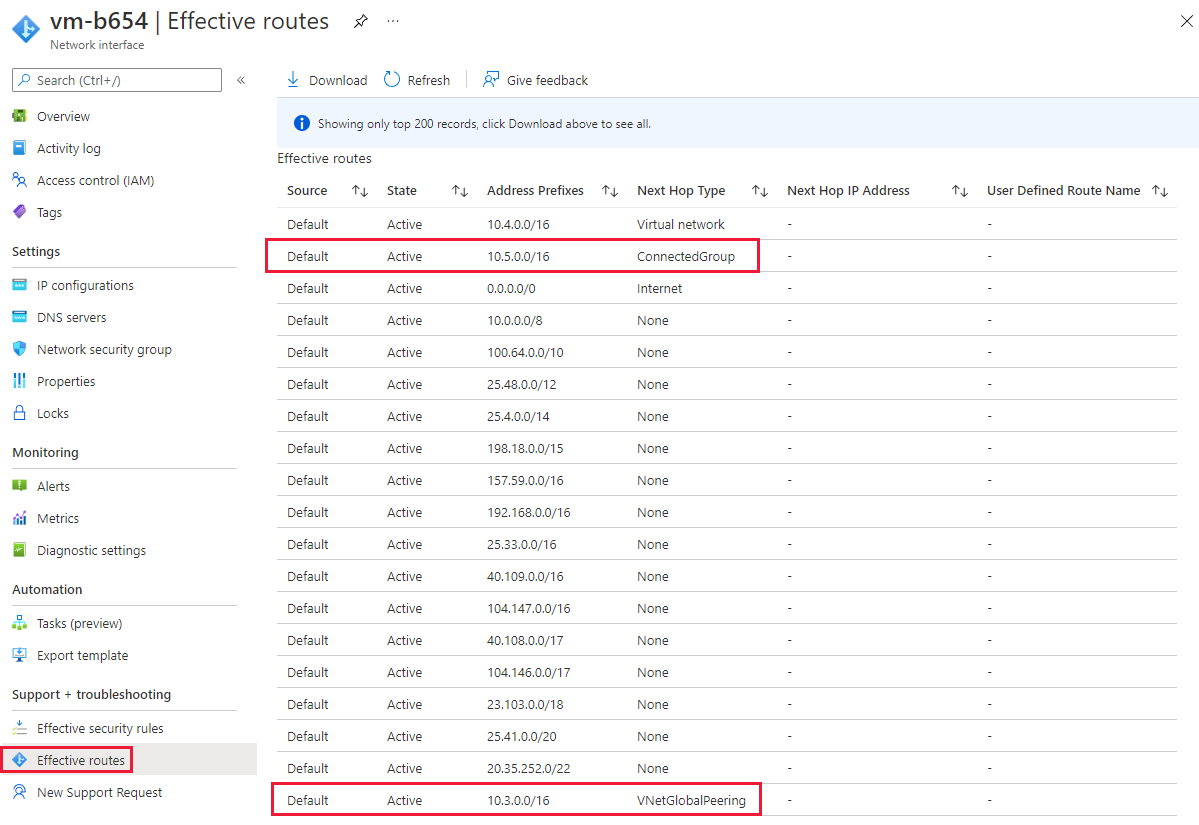 vm-b654 | Effective routes ...
Network interface
Search (Ctrl+/)
«
Overview
Activity log
Access control (IAM)
Tags
Settings
IP configurations
DNS servers
Network security group
Properties
Locks
Monitoring
Alerts
Metrics
Diagnostic settings
Automation
Tasks (preview)
Export template
Support + troubleshooting
Effective security rules
Effective routes
New Support Request
Download Refresh Give feedback
Showing only top 200 records, click Download above to see all.
Effective routes
Source State Address Prefixes Next Hop Type Next Hop IP Address User Defined Route Name
Default Active 10.4.0.0/16 Virtual network - -
Default Active 10.5.0.0/16 ConnectedGroup - -
Default Active 0.0.0.0/0 Internet - -
Default Active 10.0.0.0/8 None - -
Default Active 100.64.0.0/10 None - -
Default Active 25.48.0.0/12 None - -
Default Active 25.4.0.0/14 None - -
Default Active 198.18.0.0/15 None - -
Default Active 157.59.0.0/16 None - -
Default Active 192.168.0.0/16 None - -
Default Active 25.33.0.0/16 None - -
Default Active 40.109.0.0/16 None - -
Default Active 104.147.0.0/16 None - -
Default Active 40.108.0.0/17 None - -
Default Active 104.146.0.0/17 None - -
Default Active 23.103.0.0/18 None - -
Default Active 25.41.0.0/20 None - -
Default Active 20.35.252.0/22 None - -
Default Active 10.3.0.0/16 VNetGlobalPeering - -